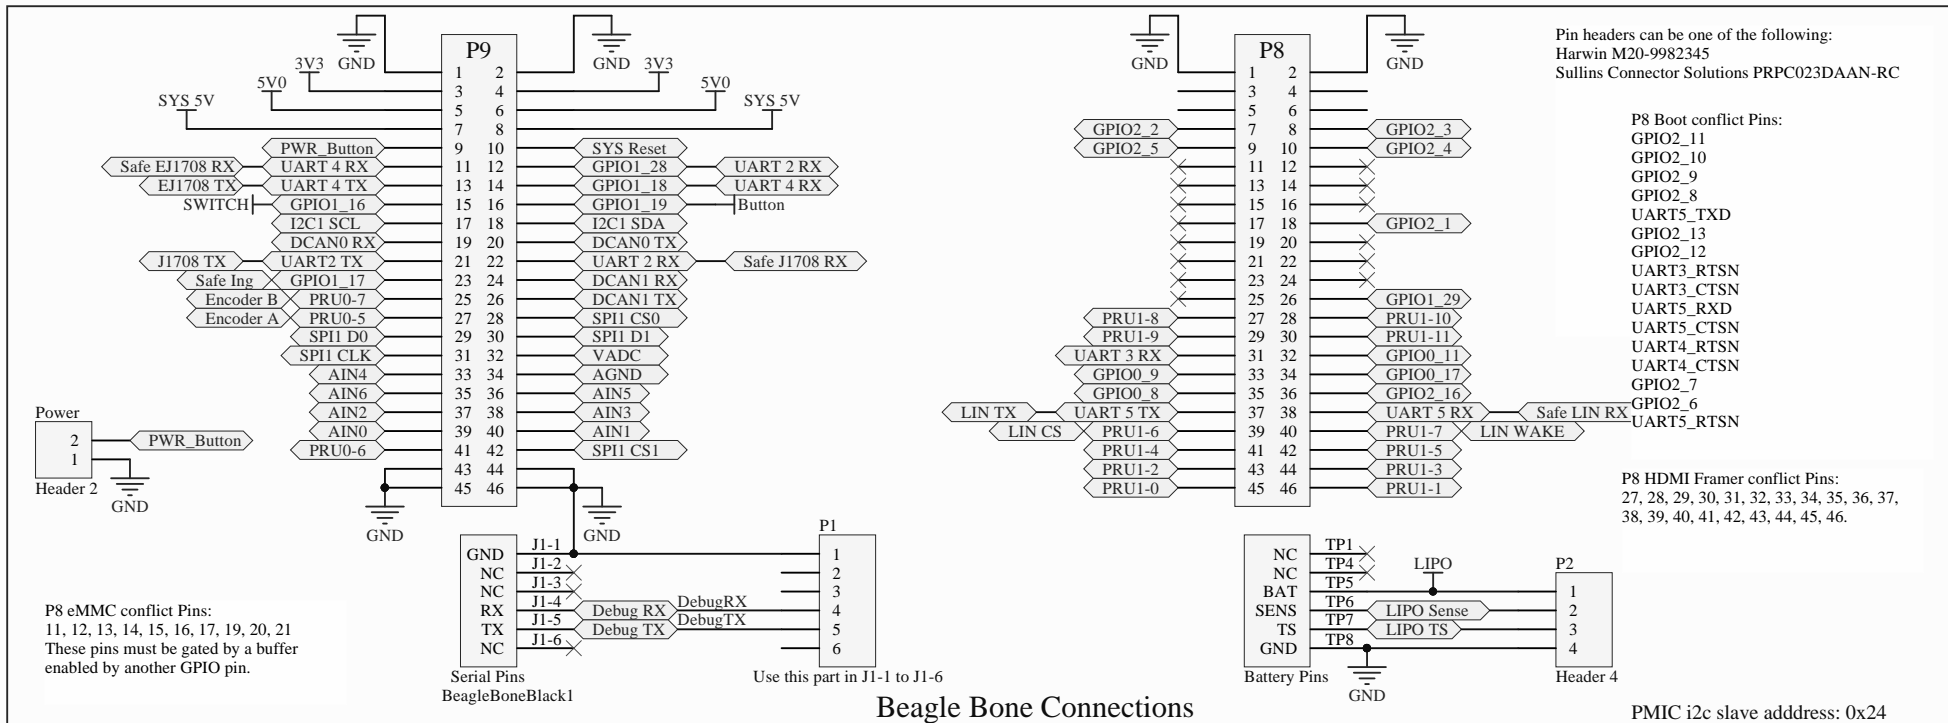 GND
P9
GND
3V3
3V3
5V0
5V0
SYS 5V
SYS 5V
1 2
3 4
5 6
7 8
PWR_Button 9 10 SYS Reset
Safe EJ1708 RX UART 4 RX 11 12 GPIO1_28 UART 2 RX
EJ1708 TX UART 4 TX 13 14 GPIO1_18 UART 4 RX
SWITCH GPIO1_16 15 16 GPIO1_19 Button
I2C1 SCL 17 18 I2C1 SDA
DCAN0 RX 19 20 DCAN0 TX
J1708 TX UART2 TX 21 22 UART 2 RX Safe J1708 RX
Safe Ing GPIO1_17 23 24 DCAN1 RX
Encoder B PRU0-7 25 26 DCAN1 TX
Encoder A PRU0-5 27 28 SPI1 CS0
SPI1 D0 29 30 SPI1 D1
SPI1 CLK 31 32 VADC
AIN4 33 34 AGND
AIN6 35 36 AIN5
AIN2 37 38 AIN3
AIN0 39 40 AIN1
PRU0-6 41 42 SPI1 CS1
43 44
45 46
GND
GND
Power
2 PWR_Button
1
Header 2
GND
GND
P8
GND
1 2
3 4
5 6
GPIO2_2 7 8 GPIO2_3
GPIO2_5 9 10 GPIO2_4
11 12
13 14
15 16
17 18 GPIO2_1
19 20
21 22
23 24
25 26 GPIO1_29
PRU1-8 27 28 PRU1-10
PRU1-9 29 30 PRU1-11
UART 3 RX 31 32 GPIO0_11
GPIO0_9 33 34 GPIO0_17
GPIO0_8 35 36 GPIO2_16
LIN TX UART 5 TX 37 38 UART 5 RX Safe LIN RX
LIN CS PRU1-6 39 40 PRU1-7 LIN WAKE
PRU1-4 41 42 PRU1-5
PRU1-2 43 44 PRU1-3
PRU1-0 45 46 PRU1-1
Pin headers can be one of the following:
Harwin M20-9982345
Sullins Connector Solutions PRPC023DAAN-RC
P8 Boot conflict Pins:
GPIO2_11
GPIO2_10
GPIO2_9
GPIO2_8
UART5_TXD
GPIO2_13
GPIO2_12
UART3_RTSN
UART3_CTSN
UART5_RXD
UART5_CTSN
UART4_RTSN
UART4_CTSN
GPIO2_7
GPIO2_6
UART5_RTSN
P8 HDMI Framer conflict Pins:
27, 28, 29, 30, 31, 32, 33, 34, 35, 36, 37,
38, 39, 40, 41, 42, 43, 44, 45, 46.
P8 eMMC conflict Pins:
11, 12, 13, 14, 15, 16, 17, 19, 20, 21
These pins must be gated by a buffer
enabled by another GPIO pin.
P1
GND J1-1 1
NC J1-2 2
NC J1-3 3
RX J1-4 Debug RX DebugRX 4
TX J1-5 Debug TX DebugTX 5
NC J1-6 6
Serial Pins
BeagleBoneBlack1
Use this part in J1-1 to J1-6
NC TP1
NC TP4 LIPO P2
BAT TP5 1
SENS TP6 LIPO Sense 2
TS TP7 LIPO TS 3
GND TP8 4
Battery Pins
GND
Header 4
Beagle Bone Connections
PMIC i2c slave adddress: 0x24